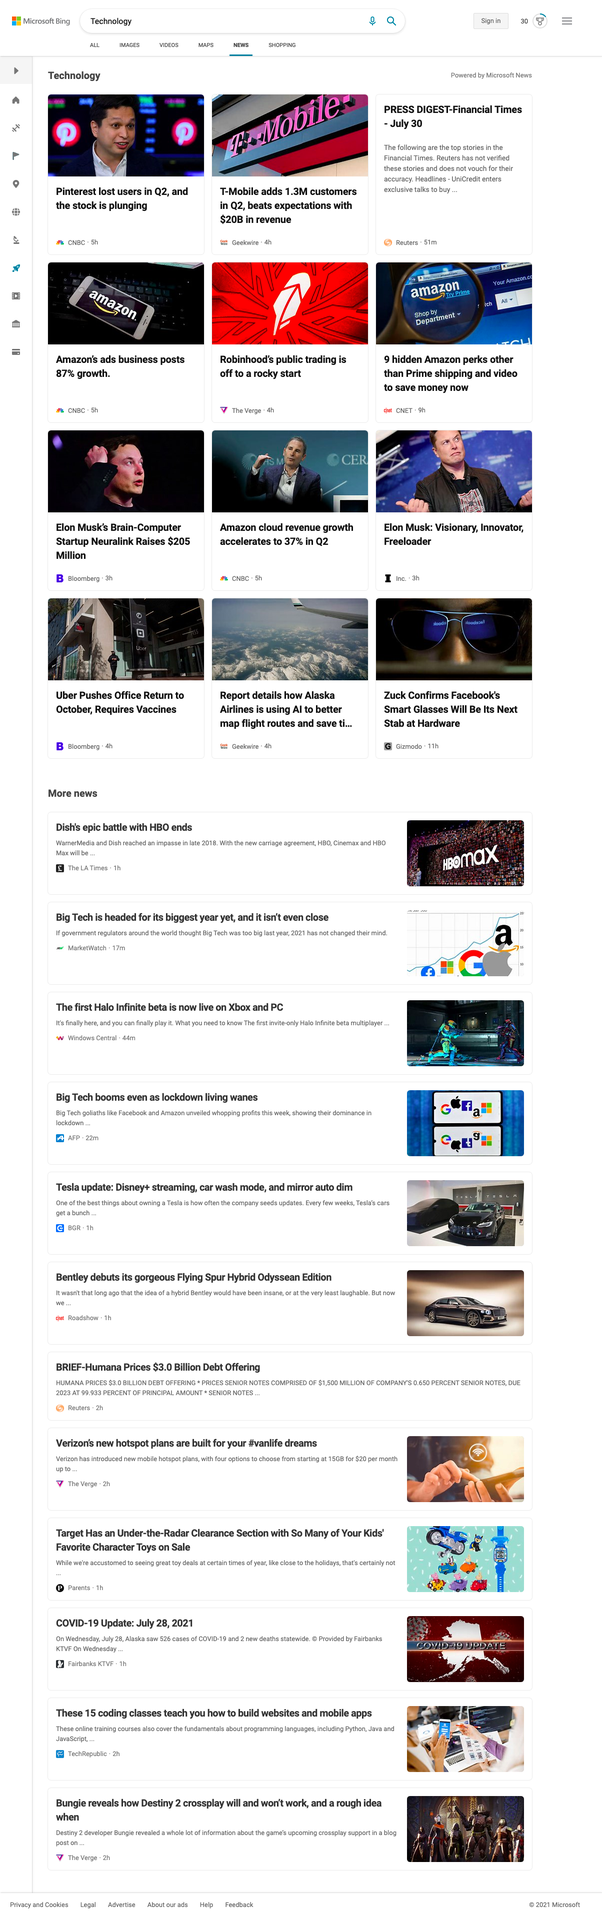 Microsoft Bing
Technology
Sign in
30
ALL
IMAGES
VIDEOS
MAPS
NEWS
SHOPPING
Technology
Powered by Microsoft News
T-Mobile
Pinterest lost users in Q2, and
the stock is plunging
CNBC · 5h
T-Mobile adds 1.3M customers
in Q2, beats expectations with
$20B in revenue
Geekwire · 4h
PRESS DIGEST-Financial Times
- July 30
The following are the top stories in the
Financial Times. Reuters has not verified
these stories and does not vouch for their
accuracy. Headlines - UniCredit enters
exclusive talks to buy ...
Reuters · 51m
amazon
amazon
Try Prime
Your Amazon.co
Shop by
Department
All
Amazon's ads business posts
87% growth.
CNBC · 5h
Robinhood's public trading is
off to a rocky start
The Verge · 4h
9 hidden Amazon perks other
than Prime shipping and video
to save money now
CNET · 9h
CER
Elon Musk's Brain-Computer
Startup Neuralink Raises $205
Million
Bloomberg · 3h
Amazon cloud revenue growth
accelerates to 37% in Q2
CNBC · 5h
Elon Musk: Visionary, Innovator,
Freeloader
Inc. · 3h
Uber Pushes Office Return to
October, Requires Vaccines
Bloomberg · 4h
Report details how Alaska
Airlines is using AI to better
map flight routes and save ti...
Geekwire · 4h
Zuck Confirms Facebook's
Smart Glasses Will Be Its Next
Stab at Hardware
Gizmodo · 11h
More news
Dish's epic battle with HBO ends
WarnerMedia and Dish reached an impasse in late 2018. With the new carriage agreement, HBO, Cinemax and HBO
Max will be ...
The LA Times · 1h
HBOMAX
Big Tech is headed for its biggest year yet, and it isn't even close
If government regulators around the world thought Big Tech was too big last year, 2021 has not changed their mind.
MarketWatch · 17m
The first Halo Infinite beta is now live on Xbox and PC
It's finally here, and you can finally play it. What you need to know The first invite-only Halo Infinite beta multiplayer ...
Windows Central · 44m
Big Tech booms even as lockdown living wanes
Big Tech goliaths like Facebook and Amazon unveiled whopping profits this week, showing their dominance in
lockdown ...
AFP · 22m
Tesla update: Disney+ streaming, car wash mode, and mirror auto dim
One of the best things about owning a Tesla is how often the company seeds updates. Every few weeks, Tesla's cars
get a bunch ...
BGR · 1h
Bentley debuts its gorgeous Flying Spur Hybrid Odyssean Edition
It wasn't that long ago that the idea of a hybrid Bentley would have been insane, or at the very least laughable. But now
we ...
Roadshow · 1h
BRIEF-Humana Prices $3.0 Billion Debt Offering
HUMANA PRICES $3.0 BILLION DEBT OFFERING * PRICES SENIOR NOTES COMPRISED OF $1,500 MILLION OF COMPANY'S 0.650 PERCENT SENIOR NOTES, DUE
2023 AT 99.933 PERCENT OF PRINCIPAL AMOUNT * SENIOR NOTES ...
Reuters · 2h
Verizon's new hotspot plans are built for your #vanlife dreams
Verizon has introduced new mobile hotspot plans, with four options to choose from starting at 15GB for $20 per month
up to ...
The Verge · 2h
Target Has an Under-the-Radar Clearance Section with So Many of Your Kids'
Favorite Character Toys on Sale
While we're accustomed to seeing great toy deals at certain times of year, like close to the holidays, that's certainly not
...
Parents · 1h
COVID-19 Update: July 28, 2021
On Wednesday, July 28, Alaska saw 526 cases of COVID-19 and 2 new deaths statewide. © Provided by Fairbanks
KTVF On Wednesday ...
Fairbanks KTVF · 1h
COVID-19 UPDATE
These 15 coding classes teach you how to build websites and mobile apps
These online training courses also cover the fundamentals about programming languages, including Python, Java and
JavaScript, ...
TechRepublic · 2h
Bungie reveals how Destiny 2 crossplay will and won't work, and a rough idea
when
Destiny 2 developer Bungie revealed a whole lot of information about the game's upcoming crossplay support in a blog
post on ...
The Verge · 2h
Privacy and Cookies
Legal
Advertise
About our ads
Help
Feedback
© 2021 Microsoft